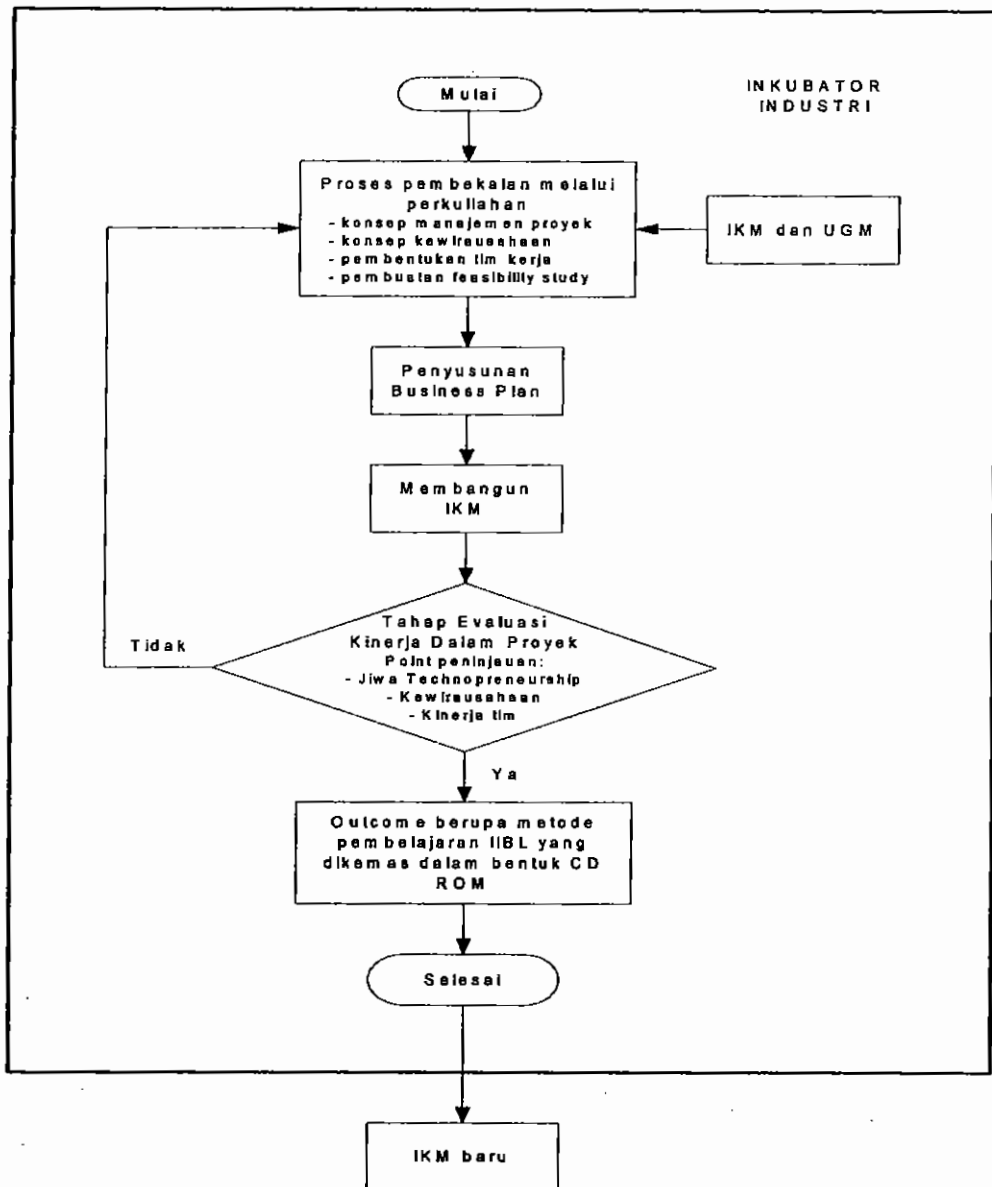 Mulai
INKUBATOR
INDUSTRI
Proses pembekalan melalui
perkuliahan
- konsep manajemen proyek
- konsep kewirausahaan
- pembentukan tim kerja
- pembuatan feasibility study
IKM dan UGM
Penyusunan
Business Plan
Membangun
IKM
Tahap Evaluasi
Kinerja Dalam Proyek
Point peninjauan:
- Jiwa Technopreneurship
- Kewirausahaan
- Kinerja tim
Tidak
Ya
Outcome berupa metode
pembelajaran IIBL yang
dikemas dalam bentuk CD
ROM
Selesai
IKM baru